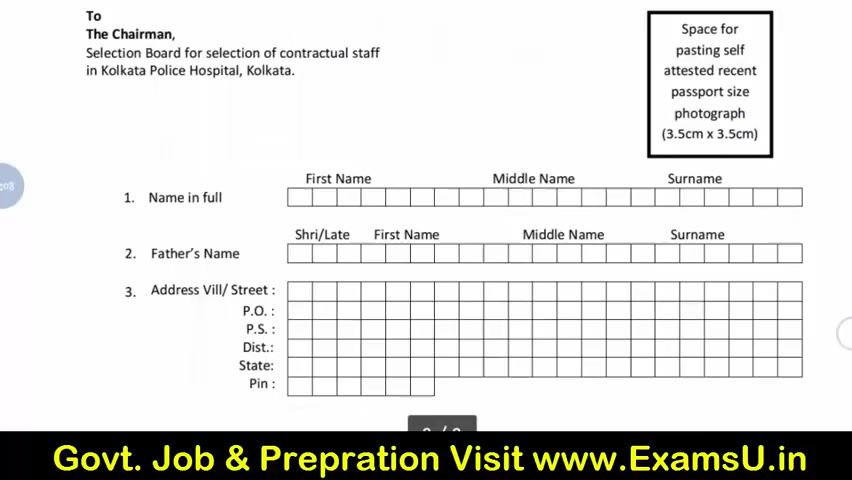 To
The Chairman,
Selection Board for selection of contractual staff
in Kolkata Police Hospital, Kolkata.
Space for
pasting self
attested recent
passport size
photograph
(3.5cm x 3.5cm)
First Name Middle Name Surname
1. Name in full
Shri/Late First Name Middle Name Surname
2. Father's Name
3. Address Vill/ Street :
P.O. :
P.S. :
Dist.:
State:
Pin :
Govt. Job & Prepration Visit www.ExamsU.in